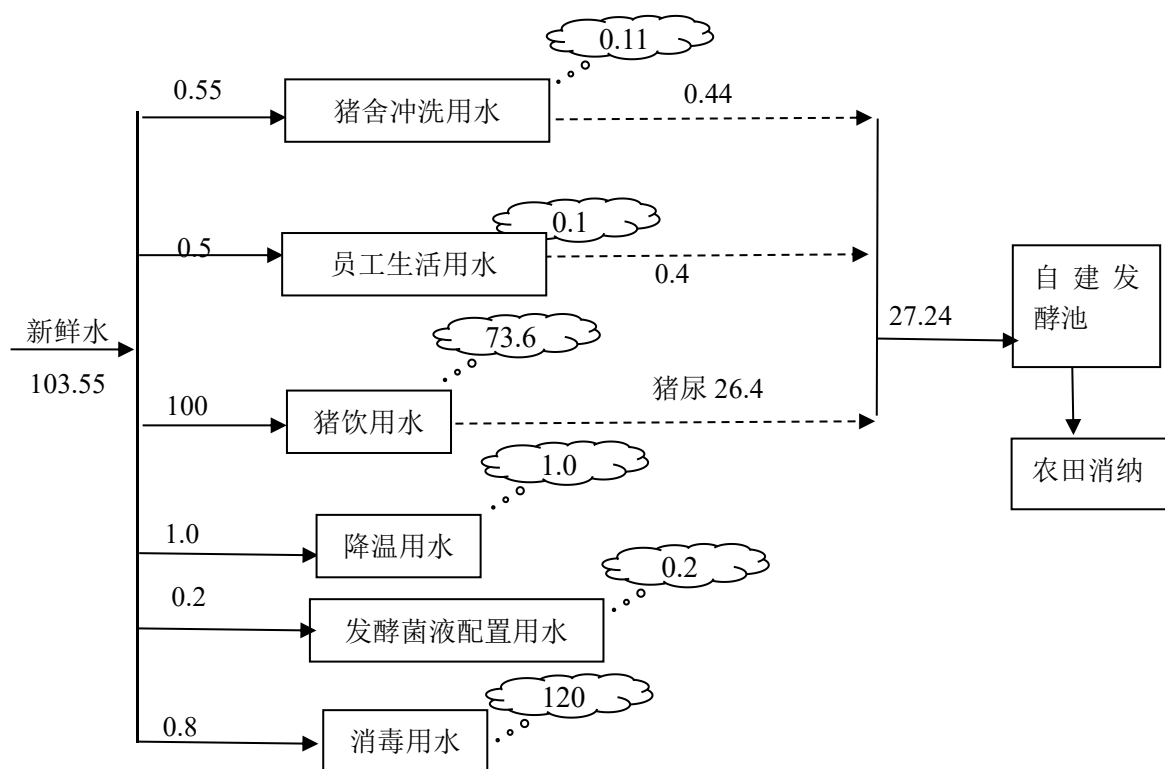 0.11
0.55
猪舍冲洗用水
0.44
0.1
0.5
员工生活用水
0.4
自建发
酵池
27.24
新鲜水
103.55
73.6
100
猪饮用水
猪尿 26.4
农田消纳
1.0
1.0
降温用水
0.2
0.2
发酵菌液配置用水
120
0.8
消毒用水